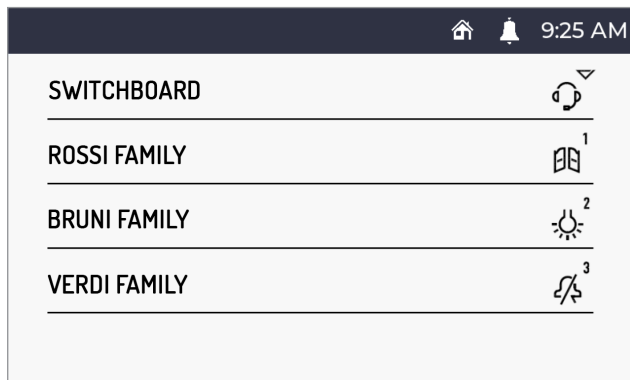 9:25 AM
SWITCHBOARD
ROSSI FAMILY 1
BRUNI FAMILY 2
VERDI FAMILY 3